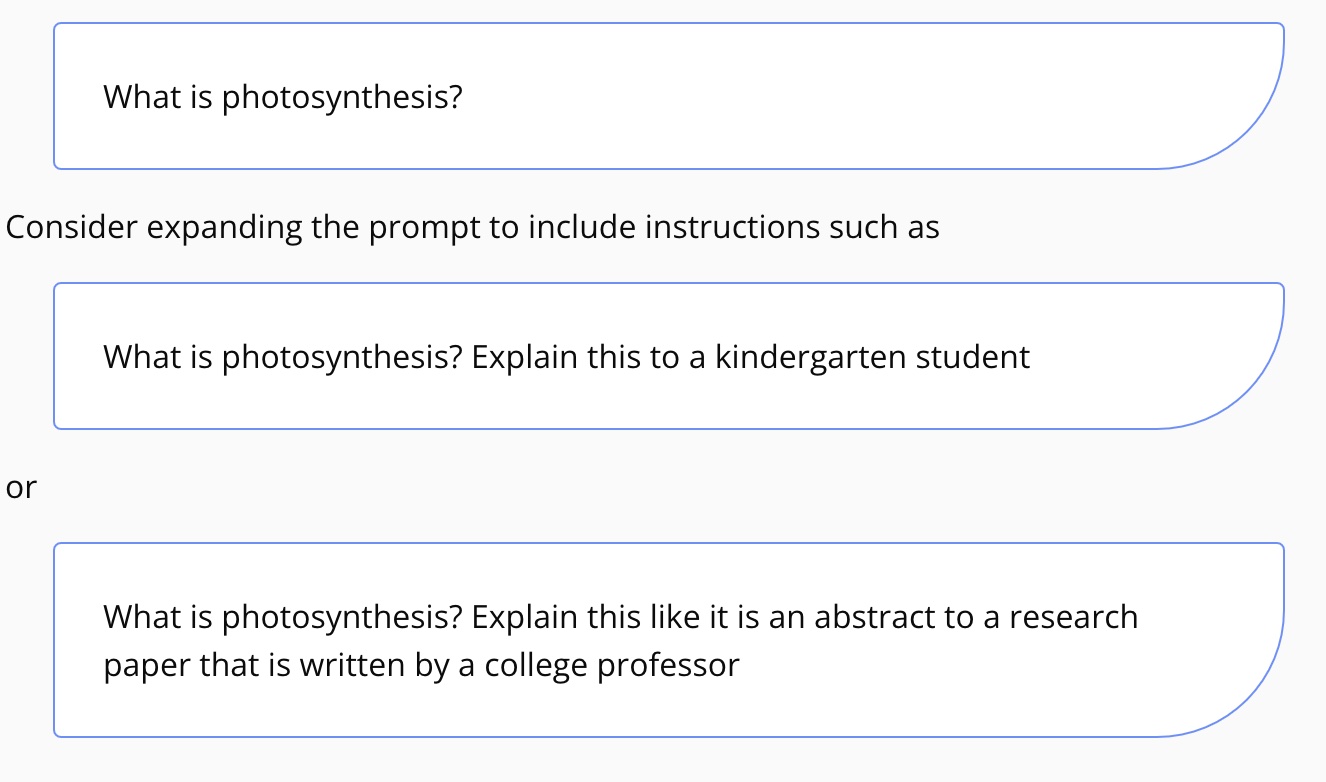 What is photosynthesis?
Consider expanding the prompt to include instructions such as
What is photosynthesis? Explain this to a kindergarten student
or
What is photosynthesis? Explain this like it is an abstract to a research
paper that is written by a college professor